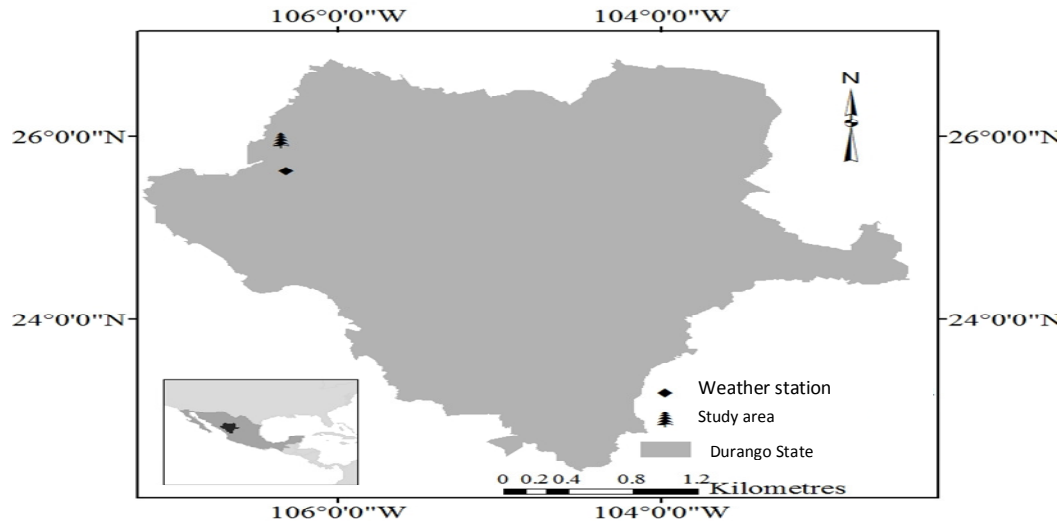 106°0'0"W 104°0'0"W
N
26°0'0"N 26°0'0"N
24°0'0"N 24°0'0"N
Weather station
Study area
Durango State
0 0.2 0.4 0.8 1.2
Kilometres
106°0'0"W 104°0'0"W